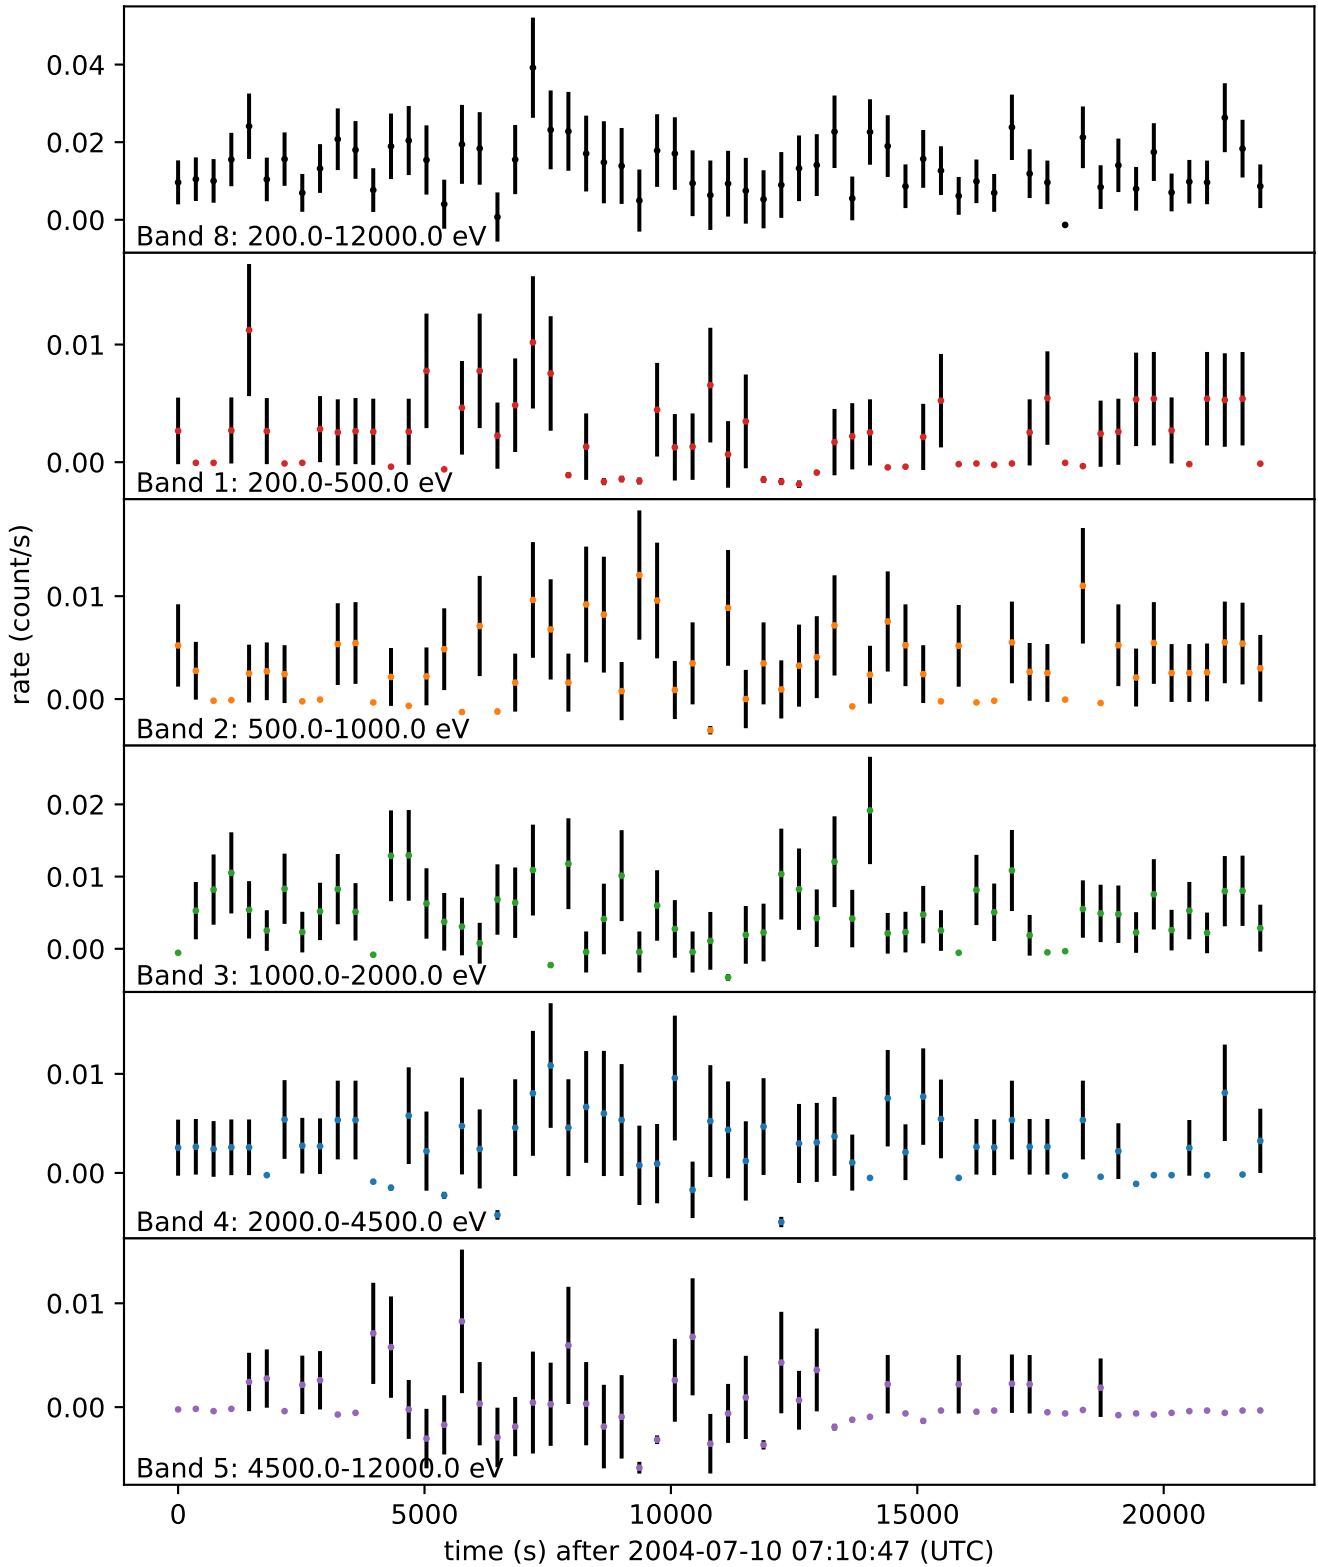 0.04
0.02
0.00
Band 8: 200.0-12000.0 eV
0.01
0.00
Band 1: 200.0-500.0 eV
rate (count/s)
0.01
0.00
Band 2: 500.0-1000.0 eV
0.02
0.01
0.00
Band 3: 1000.0-2000.0 eV
0.01
0.00
Band 4: 2000.0-4500.0 eV
0.01
0.00
Band 5: 4500.0-12000.0 eV
0 5000 10000 15000 20000
time (s) after 2004-07-10 07:10:47 (UTC)